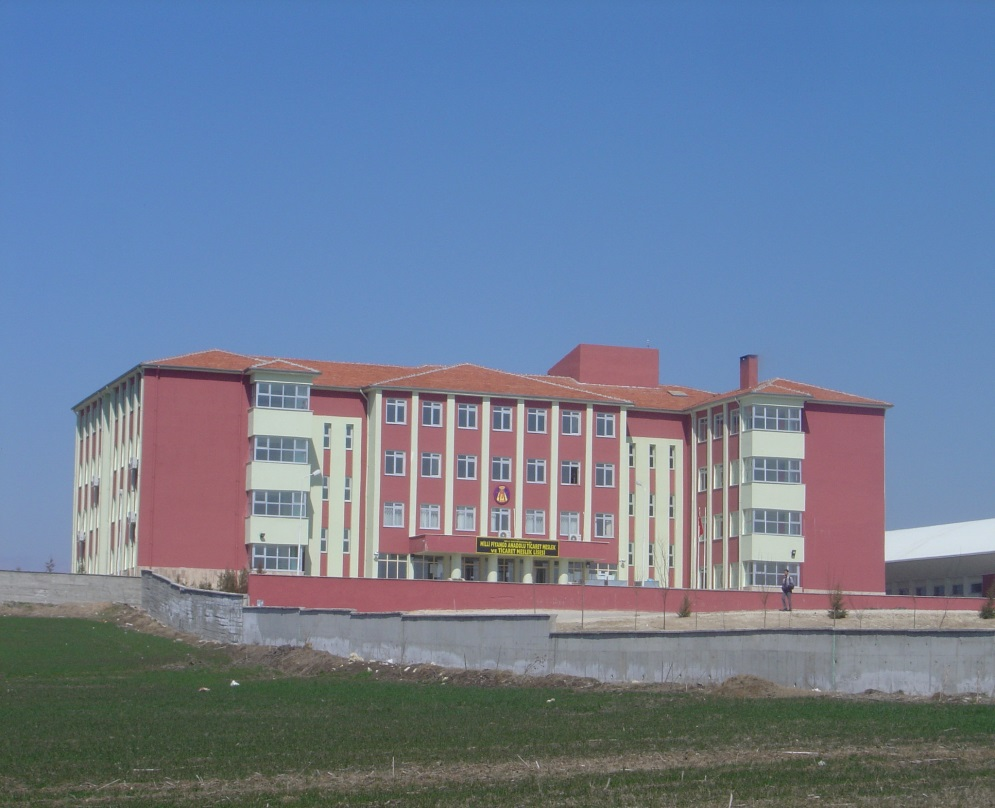 MİLLİ PİYANGO ANADOLU TİCARET MESLEK
VE TİCARET MESLEK LİSESİ